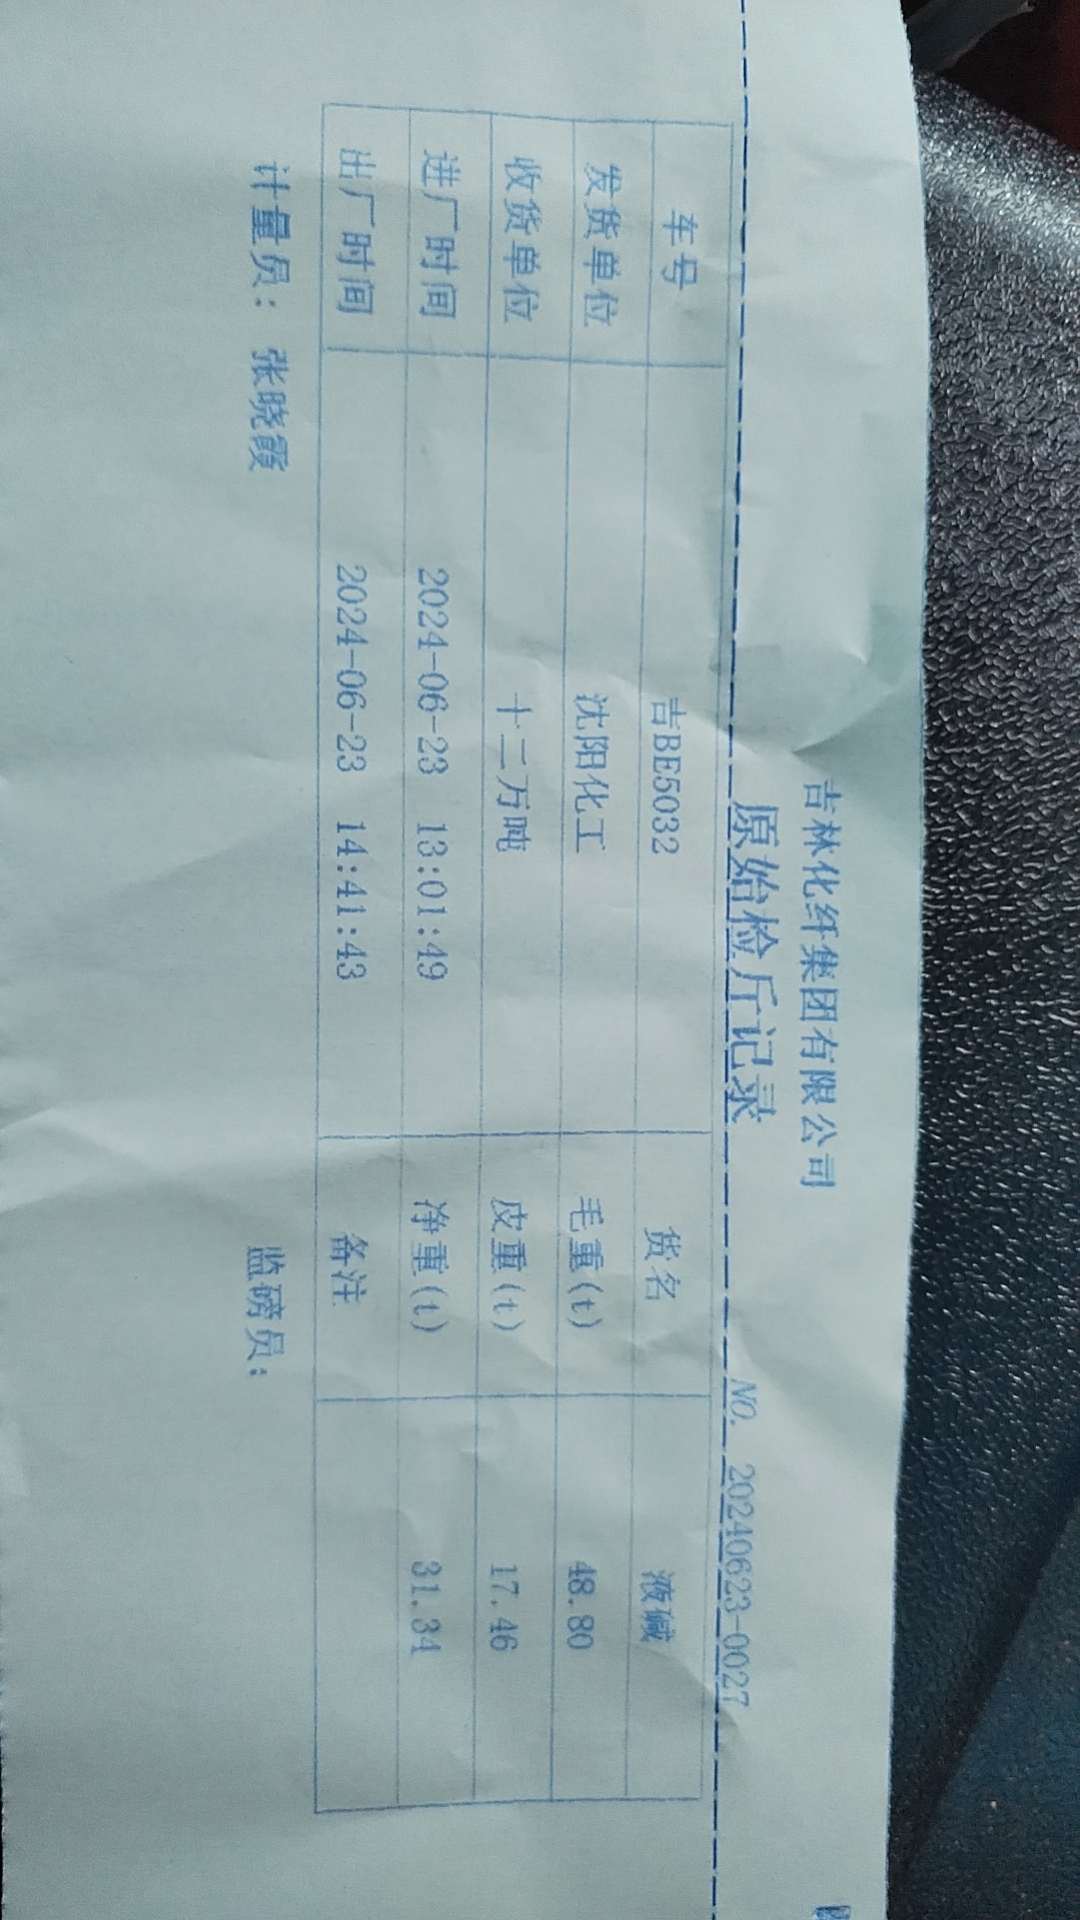 吉林化纤集团有限公司
原始检斤记录
NO. 20240623-0027
车号 吉BE5032 货名 液碱
发货单位 沈阳化工 毛重(t) 48.80
收货单位 十二万吨 皮重(t) 17.46
进厂时间 2024-06-23 13:01:49 净重(t) 31.34
出厂时间 2024-06-23 14:41:43 备注
计量员： 张晓霞 监磅员：